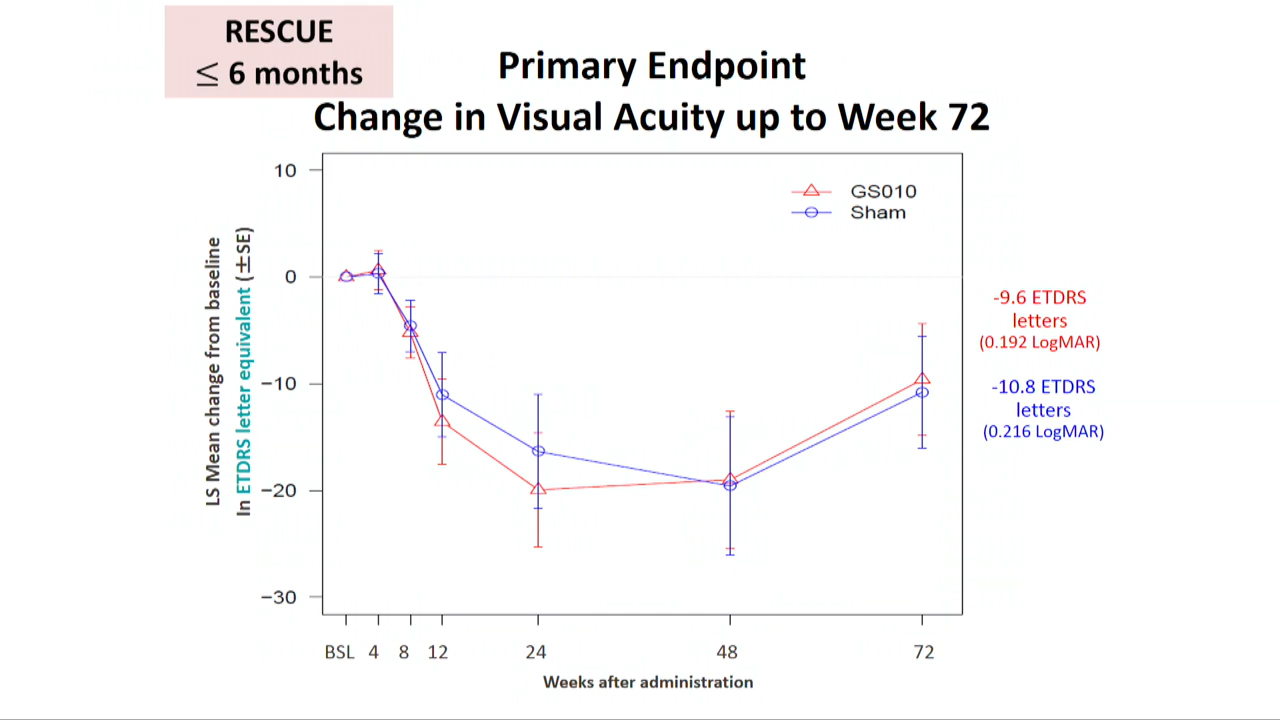 RESCUE
≤ 6 months
Primary Endpoint
Change in Visual Acuity up to Week 72
10
0
−10
−20
−30
LS Mean change from baseline
In ETDRS letter equivalent (±SE)
GS010
Sham
-9.6 ETDRS
letters
(0.192 LogMAR)
-10.8 ETDRS
letters
(0.216 LogMAR)
BSL 4 8 12 24 48 72
Weeks after administration